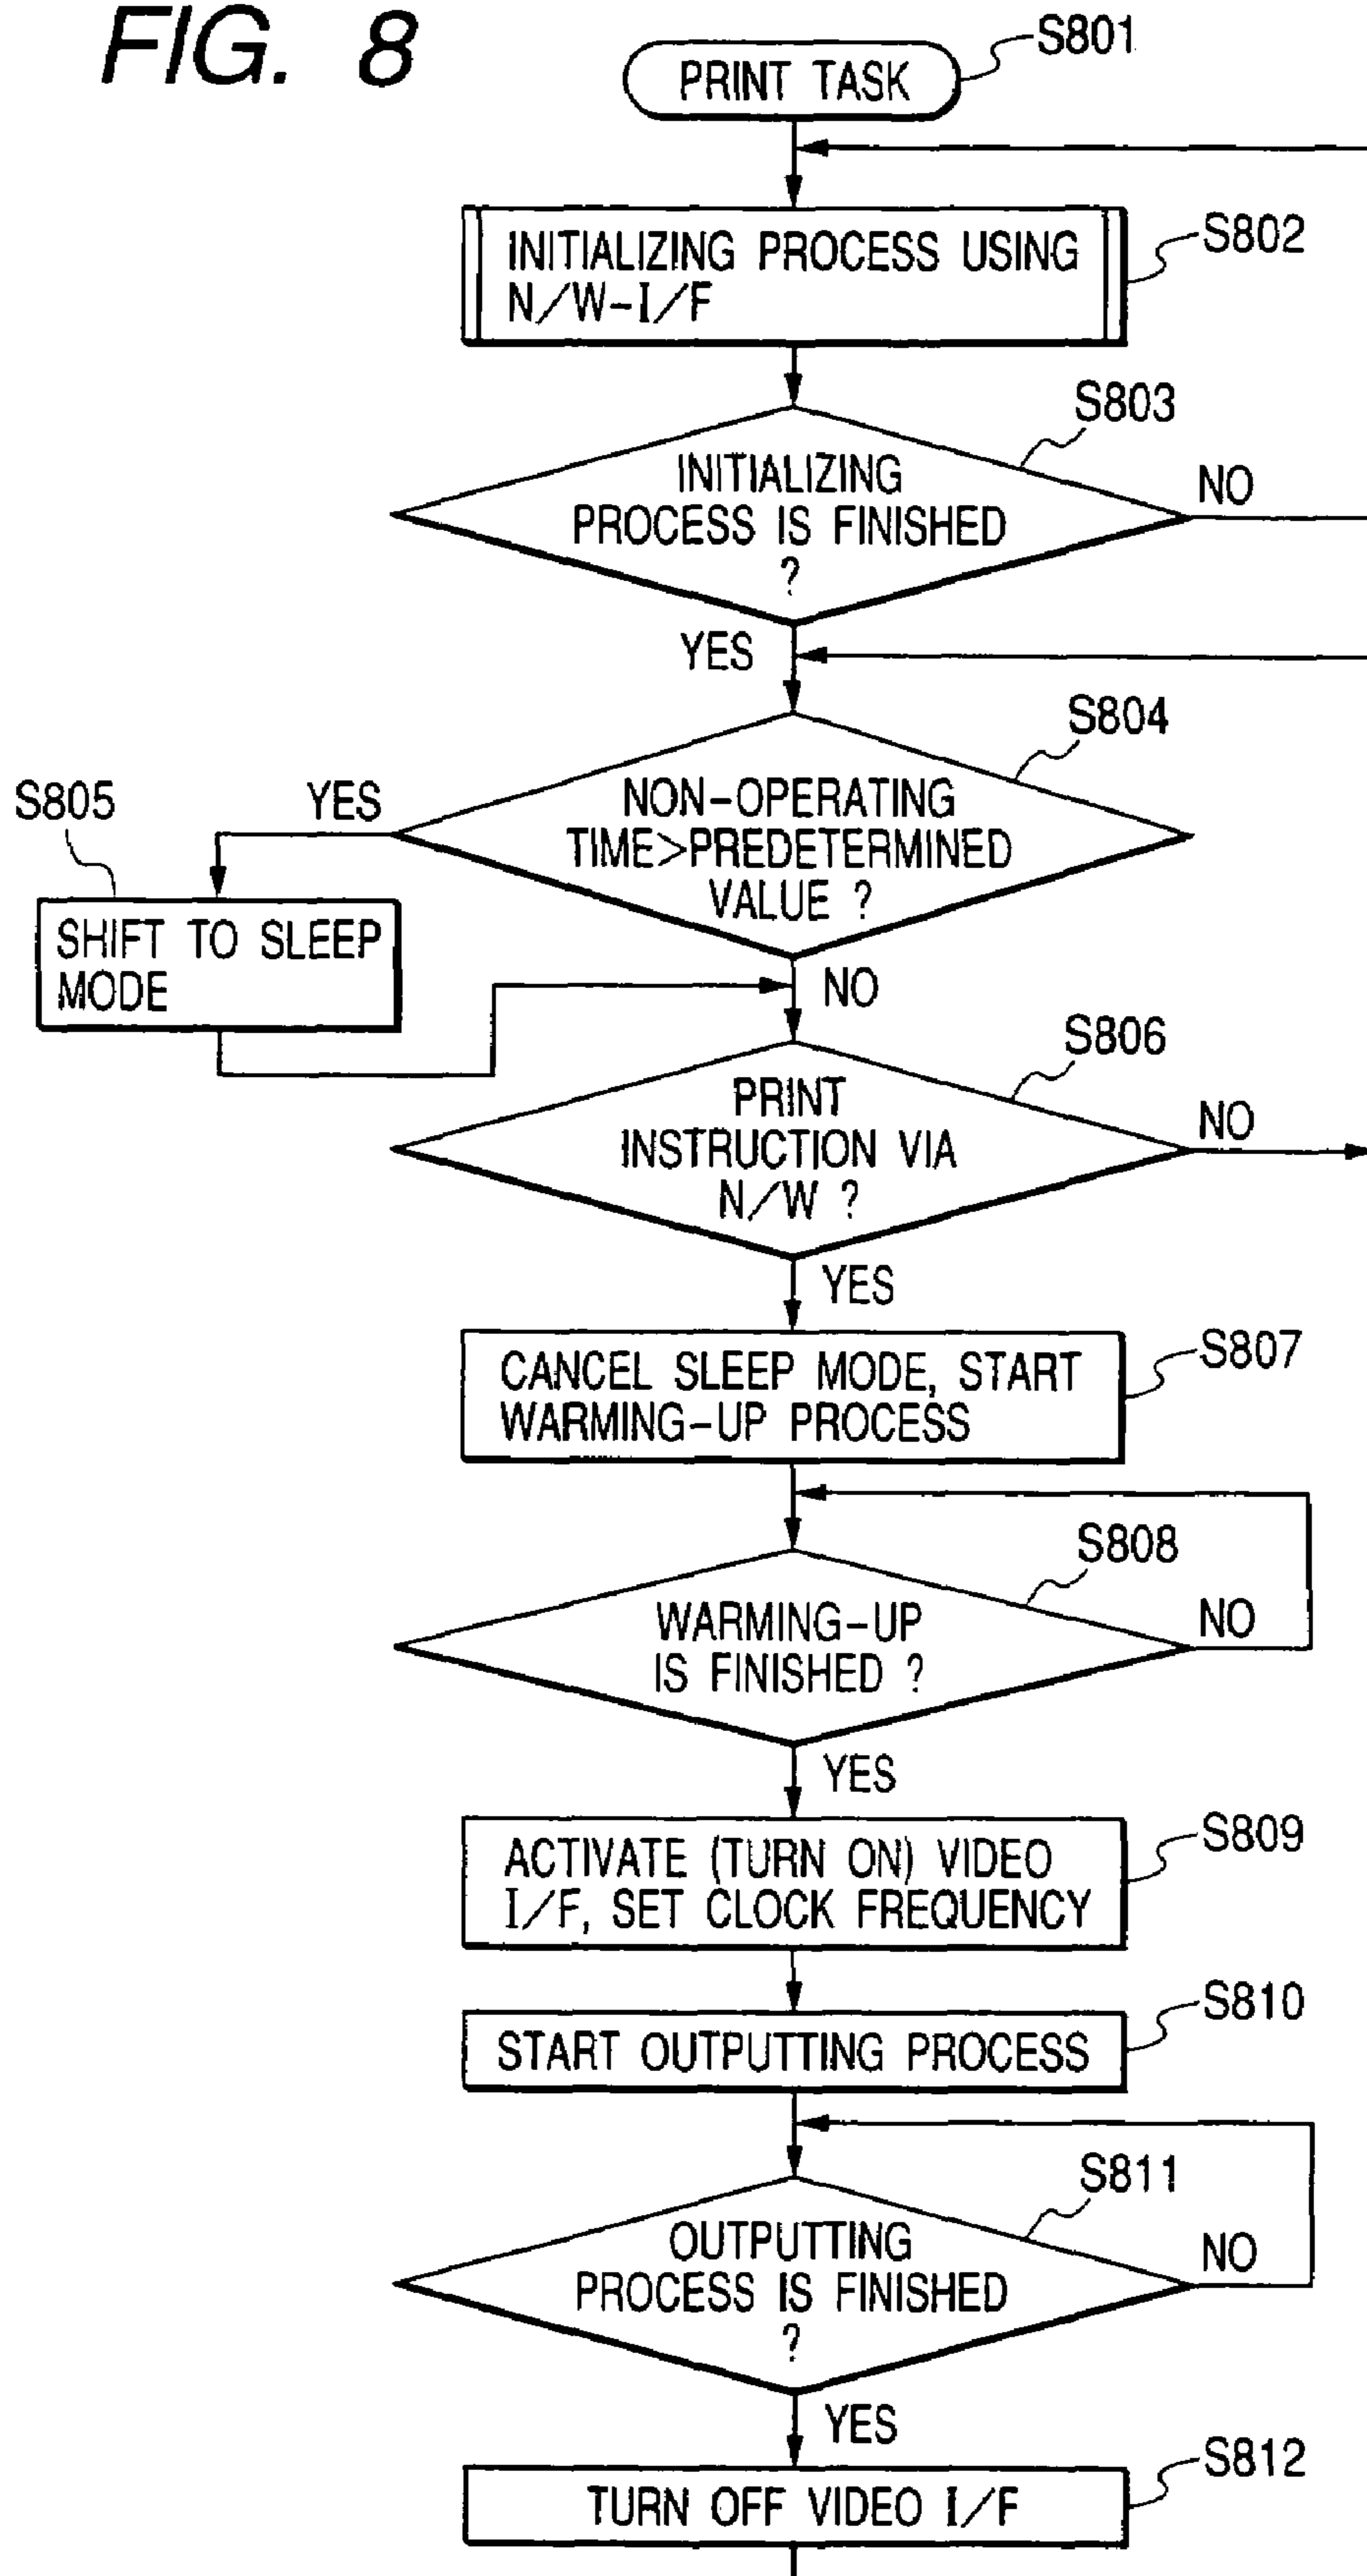 FIG. 8
PRINT TASK
S801
INITIALIZING PROCESS USING
N/W-I/F
S802
S803
INITIALIZING
PROCESS IS FINISHED
?
NO
YES
S804
NON-OPERATING
TIME>PREDETERMINED
VALUE ?
YES
S805
SHIFT TO SLEEP
MODE
NO
S806
PRINT
INSTRUCTION VIA
N/W ?
NO
YES
CANCEL SLEEP MODE, START
WARMING-UP PROCESS
S807
S808
WARMING-UP
IS FINISHED ?
NO
YES
ACTIVATE (TURN ON) VIDEO
I/F, SET CLOCK FREQUENCY
S809
START OUTPUTTING PROCESS
S810
S811
OUTPUTTING
PROCESS IS FINISHED
?
NO
YES
TURN OFF VIDEO I/F
S812